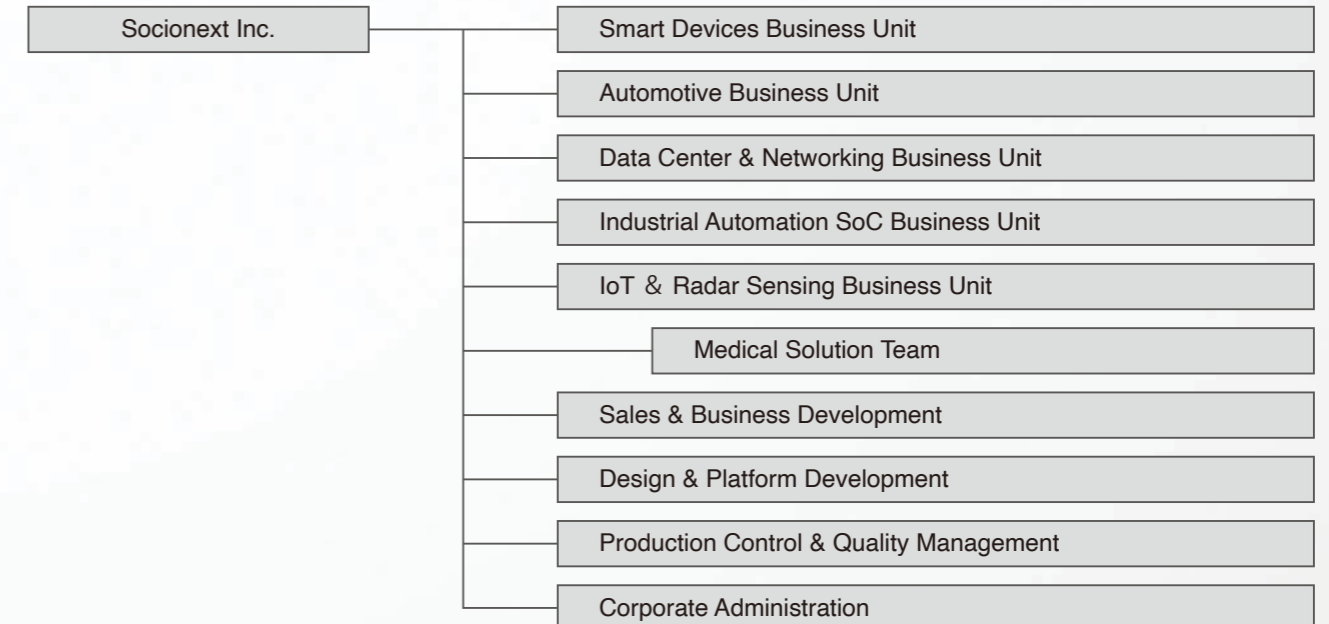 Socionext Inc.
Smart Devices Business Unit
Automotive Business Unit
Data Center & Networking Business Unit
Industrial Automation SoC Business Unit
IoT ＆ Radar Sensing Business Unit
Medical Solution Team
Sales & Business Development
Design & Platform Development
Production Control & Quality Management
Corporate Administration